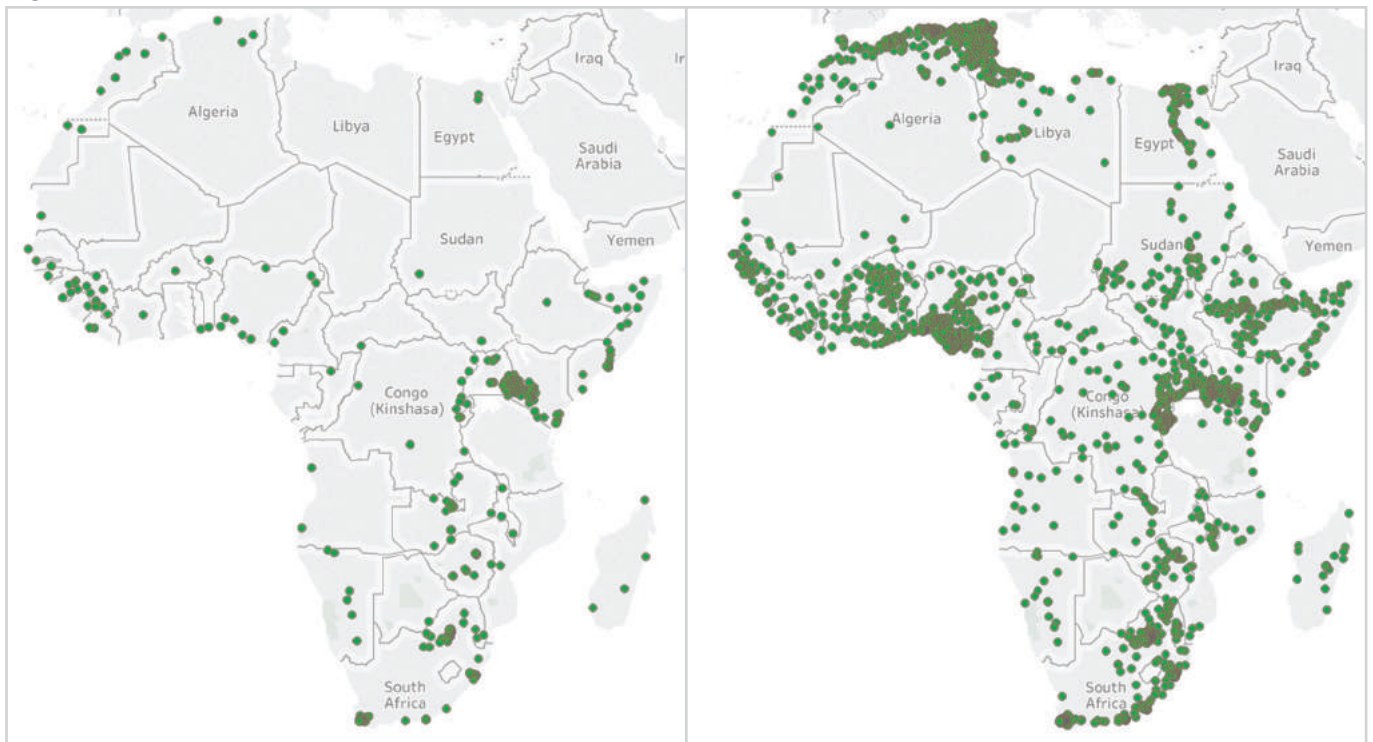 Iraq
Ir
Algeria
Libya
Egypt
Saudi
Arabia
Sudan
Yemen
Congo
(Kinshasa)
South
Africa
Iraq
Algeria
Libya
Egypt
Saudi
Arabia
Sudan
Yemen
Congo
(Kinshasa)
South
Africa